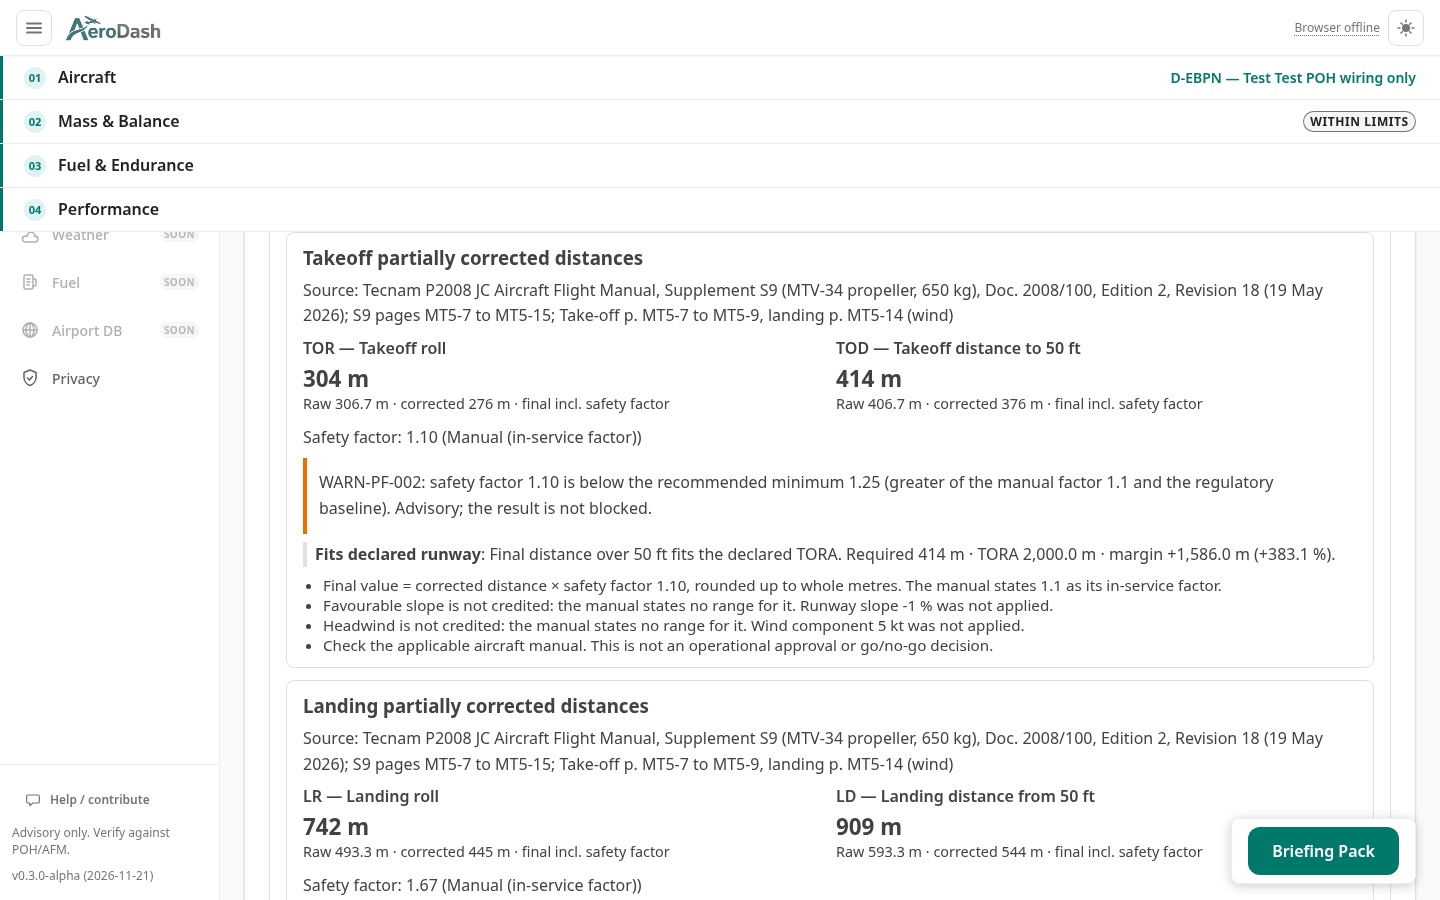 AeroDash
Browser offline
01 Aircraft
D-EBPN — Test Test POH wiring only
02 Mass & Balance
WITHIN LIMITS
03 Fuel & Endurance
04 Performance
Weather SOON
Fuel SOON
Airport DB SOON
Privacy
Takeoff partially corrected distances
Source: Tecnam P2008 JC Aircraft Flight Manual, Supplement S9 (MTV-34 propeller, 650 kg), Doc. 2008/100, Edition 2, Revision 18 (19 May
2026); S9 pages MT5-7 to MT5-15; Take-off p. MT5-7 to MT5-9, landing p. MT5-14 (wind)
TOR — Takeoff roll
304 m
Raw 306.7 m · corrected 276 m · final incl. safety factor
TOD — Takeoff distance to 50 ft
414 m
Raw 406.7 m · corrected 376 m · final incl. safety factor
Safety factor: 1.10 (Manual (in-service factor))
WARN-PF-002: safety factor 1.10 is below the recommended minimum 1.25 (greater of the manual factor 1.1 and the regulatory
baseline). Advisory; the result is not blocked.
Fits declared runway: Final distance over 50 ft fits the declared TORA. Required 414 m · TORA 2,000.0 m · margin +1,586.0 m (+383.1 %).
• Final value = corrected distance × safety factor 1.10, rounded up to whole metres. The manual states 1.1 as its in-service factor.
• Favourable slope is not credited: the manual states no range for it. Runway slope -1 % was not applied.
• Headwind is not credited: the manual states no range for it. Wind component 5 kt was not applied.
• Check the applicable aircraft manual. This is not an operational approval or go/no-go decision.
Landing partially corrected distances
Source: Tecnam P2008 JC Aircraft Flight Manual, Supplement S9 (MTV-34 propeller, 650 kg), Doc. 2008/100, Edition 2, Revision 18 (19 May
2026); S9 pages MT5-7 to MT5-15; Take-off p. MT5-7 to MT5-9, landing p. MT5-14 (wind)
LR — Landing roll
742 m
Raw 493.3 m · corrected 445 m · final incl. safety factor
LD — Landing distance from 50 ft
909 m
Raw 593.3 m · corrected 544 m · final incl. safety factor
Safety factor: 1.67 (Manual (in-service factor))
Briefing Pack
Help / contribute
Advisory only. Verify against
POH/AFM.
v0.3.0-alpha (2026-11-21)